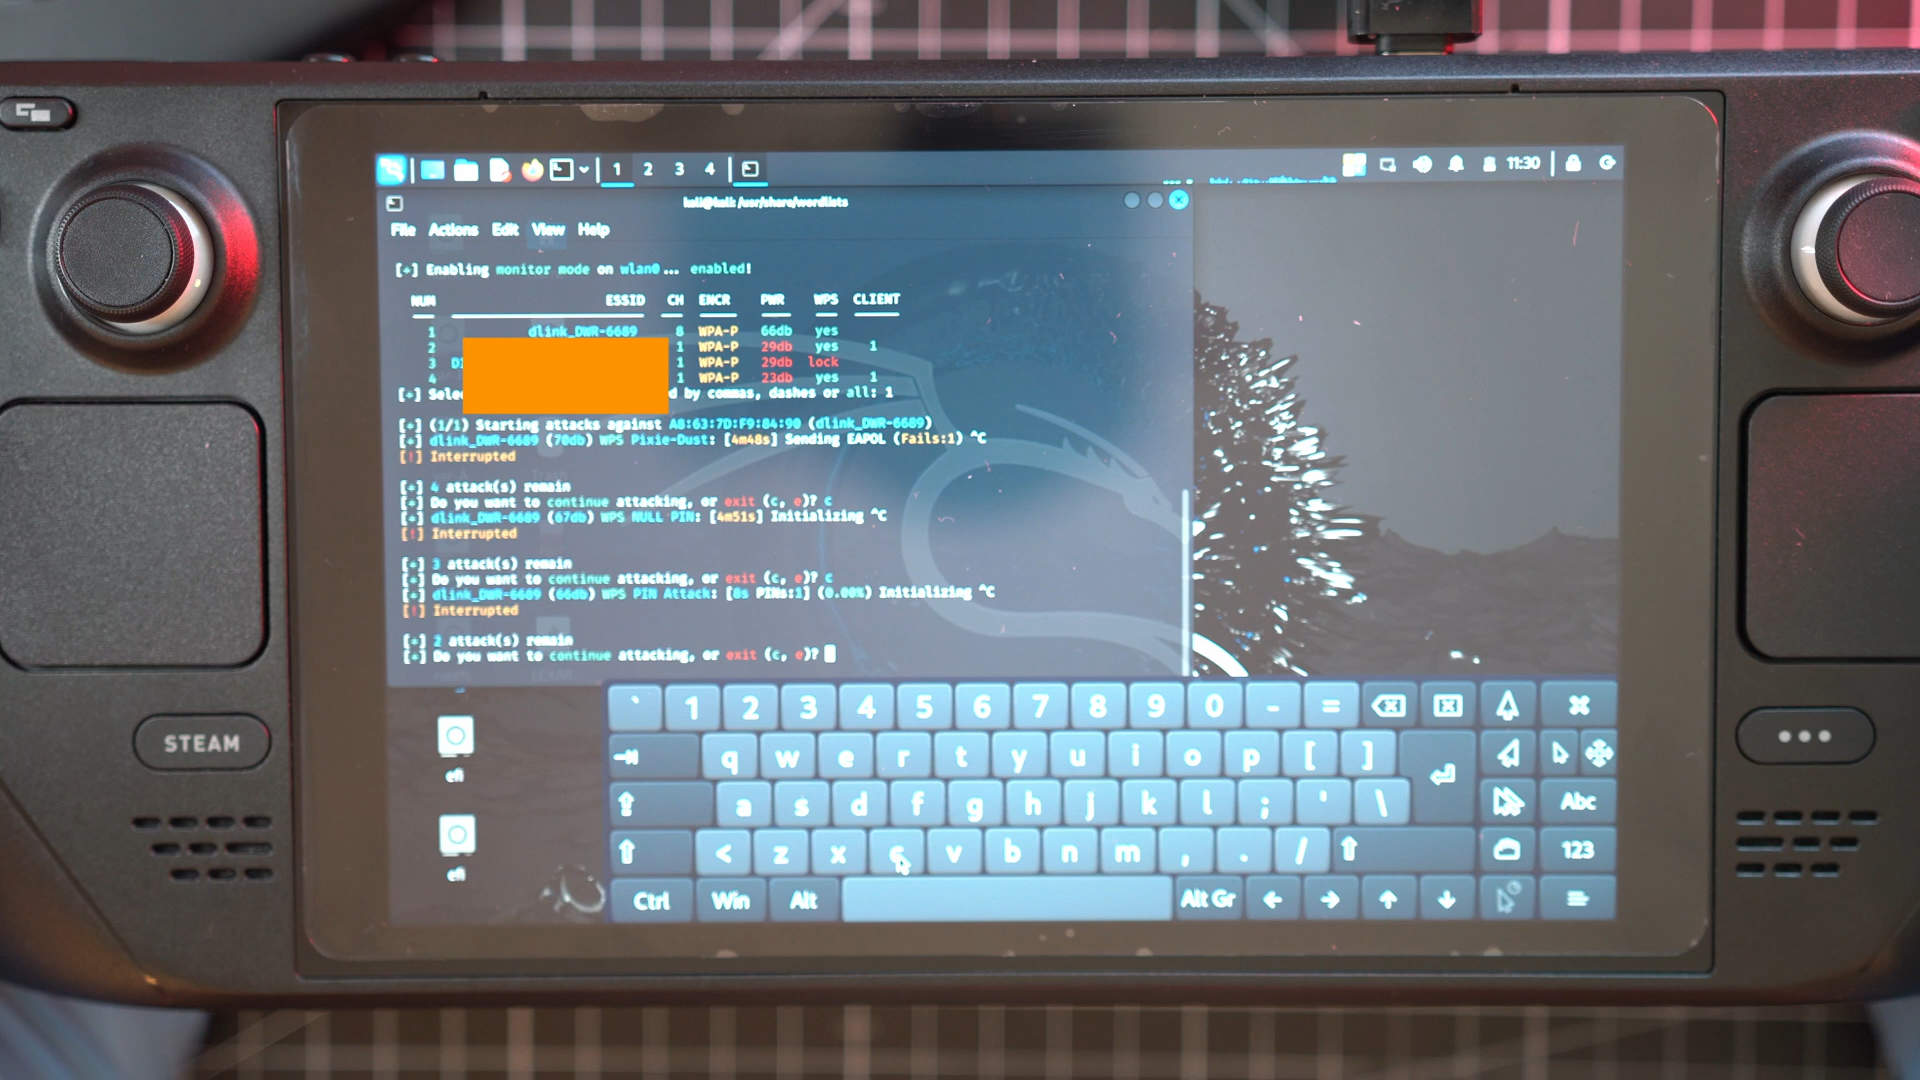 1 2 3 4 11:30
kali@kali: /usr/share/wordlists
File Actions Edit View Help
[+] Enabling monitor mode on wlan0... enabled!
NUM ESSID CH ENCR PWR WPS CLIENT
1 dlink_DWR-6689 8 WPA-P 66db yes
2 1 WPA-P 29db yes 1
3 1 WPA-P 29db lock
4 1 WPA-P 23db yes 1
[+] d by commas, dashes or all: 1
[+] (1/1) Starting attacks against A8:63:7D:F9:84:90 (dlink_DWR-6689)
[+] dlink_DWR-6689 (70db) WPS Pixie-Dust: [4m48s] Sending EAPOL (Fails:1) ^C
[!] Interrupted
[+] 4 attack(s) remain
[+] Do you want to continue attacking, or exit (c, e)? c
[+] dlink_DWR-6689 (67db) WPS NULL PIN: [4m51s] Initializing ^C
[!] Interrupted
[+] 3 attack(s) remain
[+] Do you want to continue attacking, or exit (c, e)? c
[+] dlink_DWR-6689 (66db) WPS PIN Attack: [8s PINs:1] (0.00%) Initializing ^C
[!] Interrupted
[+] 2 attack(s) remain
[+] Do you want to continue attacking, or exit (c, e)?
STEAM
efi
efi
` 1 2 3 4 5 6 7 8 9 0 - =
q w e r t y u i o p [ ]
a s d f g h j k l ; ' \ Abc
< z x c v b n m , . / 123
Ctrl Win Alt Alt Gr